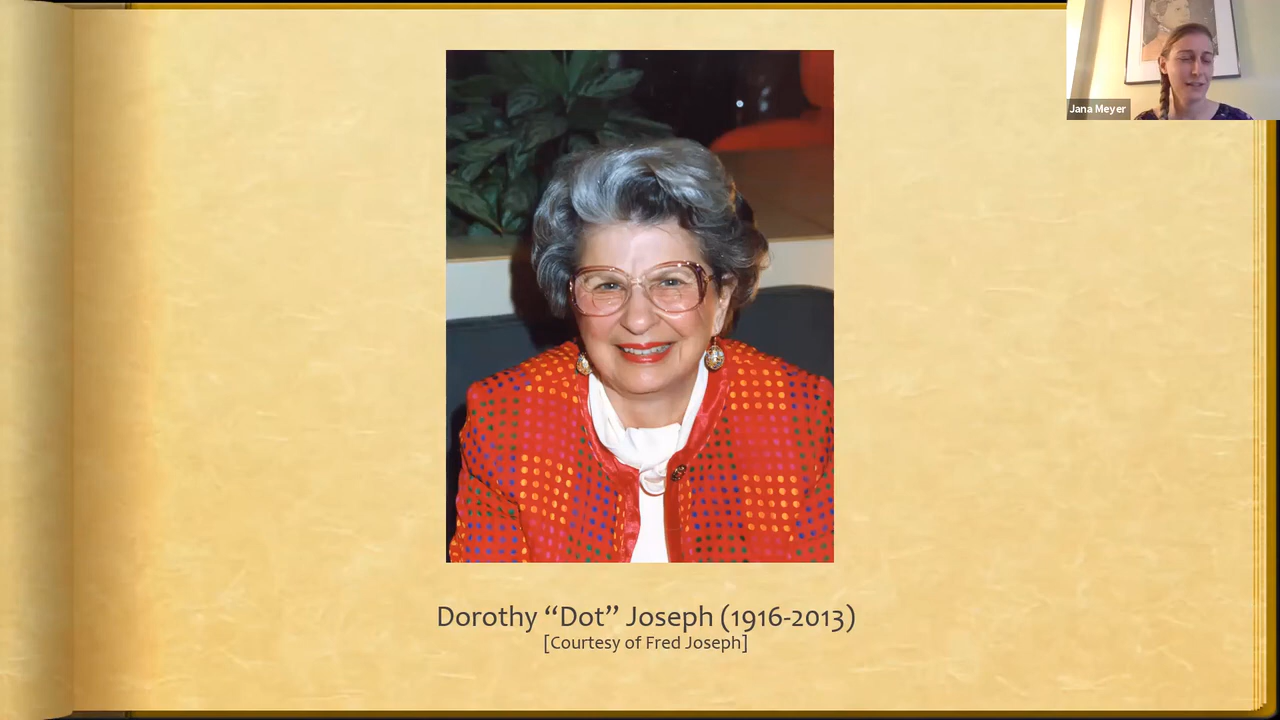 Jana Meyer
Dorothy “Dot” Joseph (1916-2013)
[Courtesy of Fred Joseph]